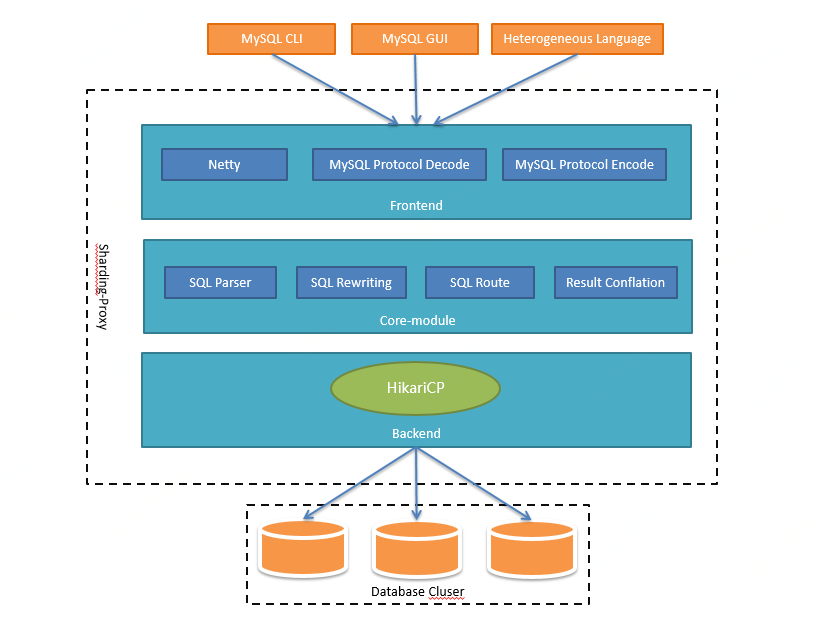 MySQL CLI
MySQL GUI
Heterogeneous Language
Netty
MySQL Protocol Decode
MySQL Protocol Encode
Frontend
Sharding-Proxy
SQL Parser
SQL Rewriting
SQL Route
Result Conflation
Core-module
HikariCP
Backend
Database Cluser